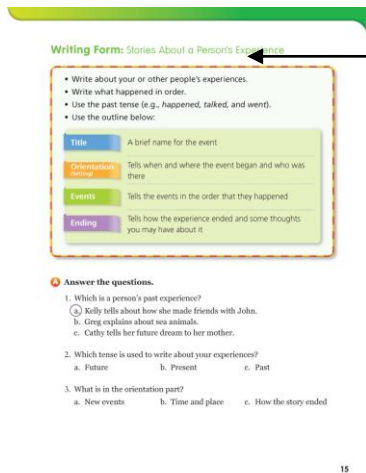 Writing Form: Stories About a Person's Experience
• Write about your or other people's experiences.
• Write what happened in order.
• Use the past tense (e.g., happened, talked, and went).
• Use the outline below:
Title A brief name for the event
Orientation (Setting) Tells when and where the event began and who was
there
Events Tells the events in the order that they happened
Ending Tells how the experience ended and some thoughts
you may have about it
A Answer the questions.
1. Which is a person's past experience?
a. Kelly tells about how she made friends with John.
b. Greg explains about sea animals.
c. Cathy tells her future dream to her mother.
2. Which tense is used to write about your experiences?
a. Future b. Present c. Past
3. What is in the orientation part?
a. New events b. Time and place c. How the story ended
15